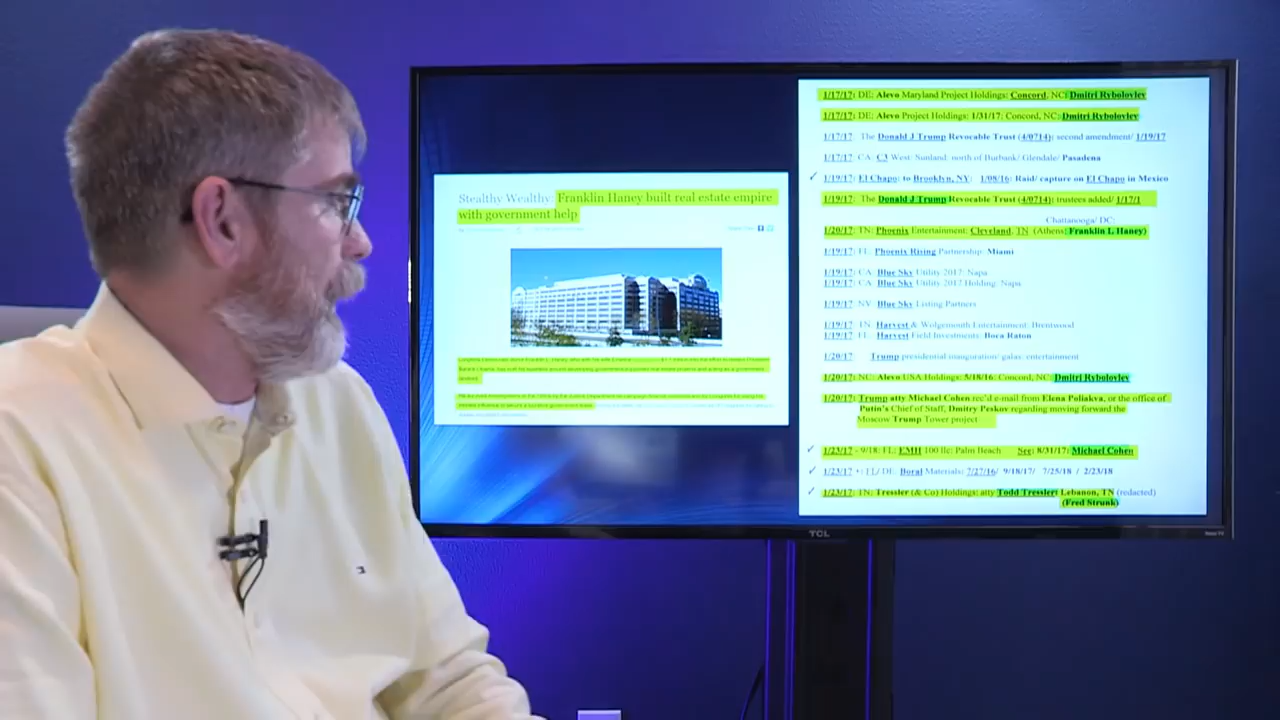 Stealthy Wealthy: Franklin Haney built real estate empire
with government help
1/17/17: DE: Alevo Maryland Project Holdings: Concord, NC: Dmitri Rybolovlev
1/17/17: DE: Alevo Project Holdings: 1/31/17: Concord, NC: Dmitri Rybolovlev
1/17/17 The Donald J Trump Revocable Trust (4/0714): second amendment/ 1/19/17
1/17/17 CA: C3 West: Sunland: north of Burbank/ Glendale/ Pasadena
✓ 1/19/17: El Chapo: to Brooklyn, NY: 1/08/16: Raid/ capture on El Chapo in Mexico
1/19/17: The Donald J Trump Revocable Trust (4/0714): trustees added/ 1/17/1
Chattanooga/ DC:
1/20/17: TN: Phoenix Entertainment: Cleveland, TN (Athens: Franklin L Haney)
1/19/17: FL: Phoenix Rising Partnership: Miami
1/19/17: CA: Blue Sky Utility 2017: Napa
1/19/17: CA: Blue Sky Utility 2017 Holding: Napa
1/19/17: NV: Blue Sky Listing Partners
1/19/17: TN: Harvest & Wolgemouth Entertainment: Brentwood
1/19/17: FL: Harvest Field Investments: Boca Raton
1/20/17: Trump presidential inauguration/ galas: entertainment
1/20/17: NC: Alevo USA Holdings: 5/18/16: Concord, NC: Dmitri Rybolovlev
1/20/17: Trump atty Michael Cohen rec'd e-mail from Elena Poliakva, or the office of
Putin's Chief of Staff, Dmitry Peskov regarding moving forward the
Moscow Trump Tower project
✓ 1/23/17 - 9/18: FL: EMH 100 llc: Palm Beach See: 8/31/17: Michael Cohen
✓ 1/23/17 +: FL/ DE: Boral Materials: 7/27/16/ 9/18/17/ 7/25/18 / 2/23/18
✓ 1/23/17: TN: Tressler (& Co) Holdings: atty Todd Tressler: Lebanon, TN (redacted)
(Fred Strunk)
TCL